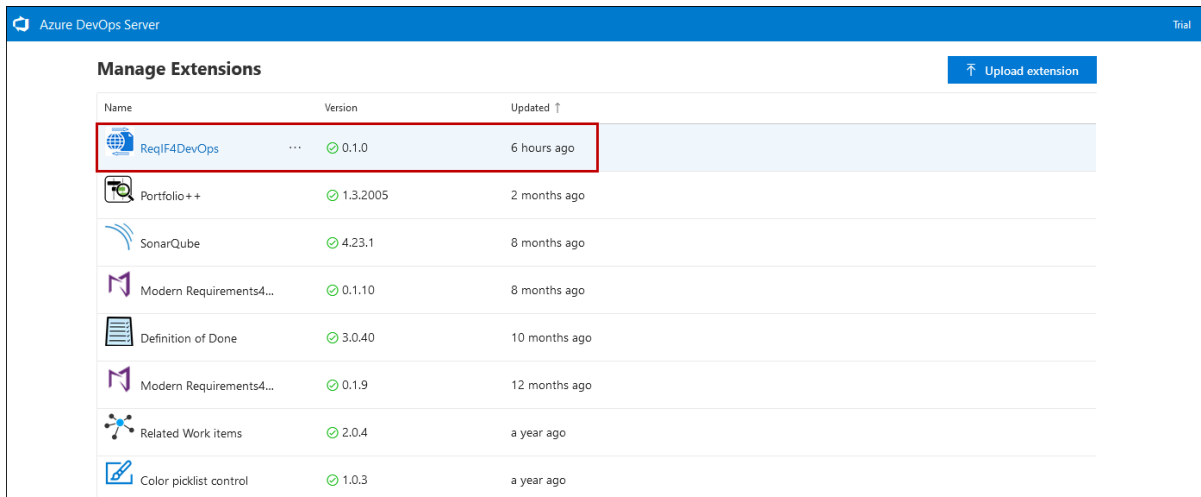 Azure DevOps Server
Trial
Manage Extensions
Upload extension
Name Version Updated ↑
ReqIF4DevOps ... 0.1.0 6 hours ago
Portfolio++ 1.3.2005 2 months ago
SonarQube 4.23.1 8 months ago
Modern Requirements4... 0.1.10 8 months ago
Definition of Done 3.0.40 10 months ago
Modern Requirements4... 0.1.9 12 months ago
Related Work items 2.0.4 a year ago
Color picklist control 1.0.3 a year ago